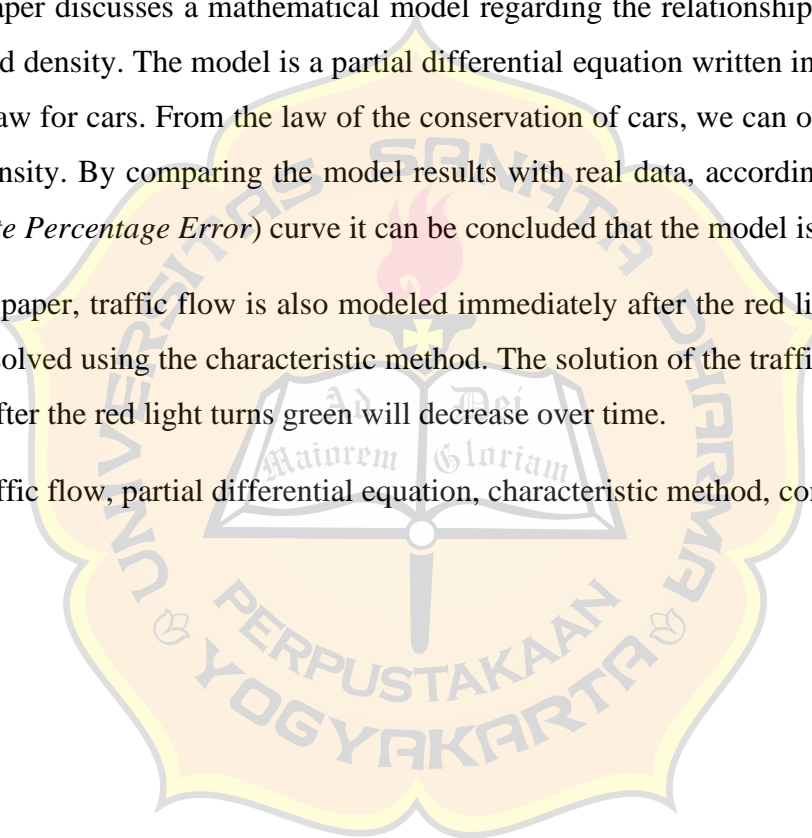 aper discusses a mathematical model regarding the relationship
d density. The model is a partial differential equation written in
aw for cars. From the law of the conservation of cars, we can o
nsity. By comparing the model results with real data, accordin
te Percentage Error) curve it can be concluded that the model is
paper, traffic flow is also modeled immediately after the red li
olved using the characteristic method. The solution of the traffi
fter the red light turns green will decrease over time.
ffic flow, partial differential equation, characteristic method, con
UNIVERSITAS SANATA DHARMA
Ad Dei
Maiorem Gloriam
PERPUSTAKAAN
YOGYAKARTA